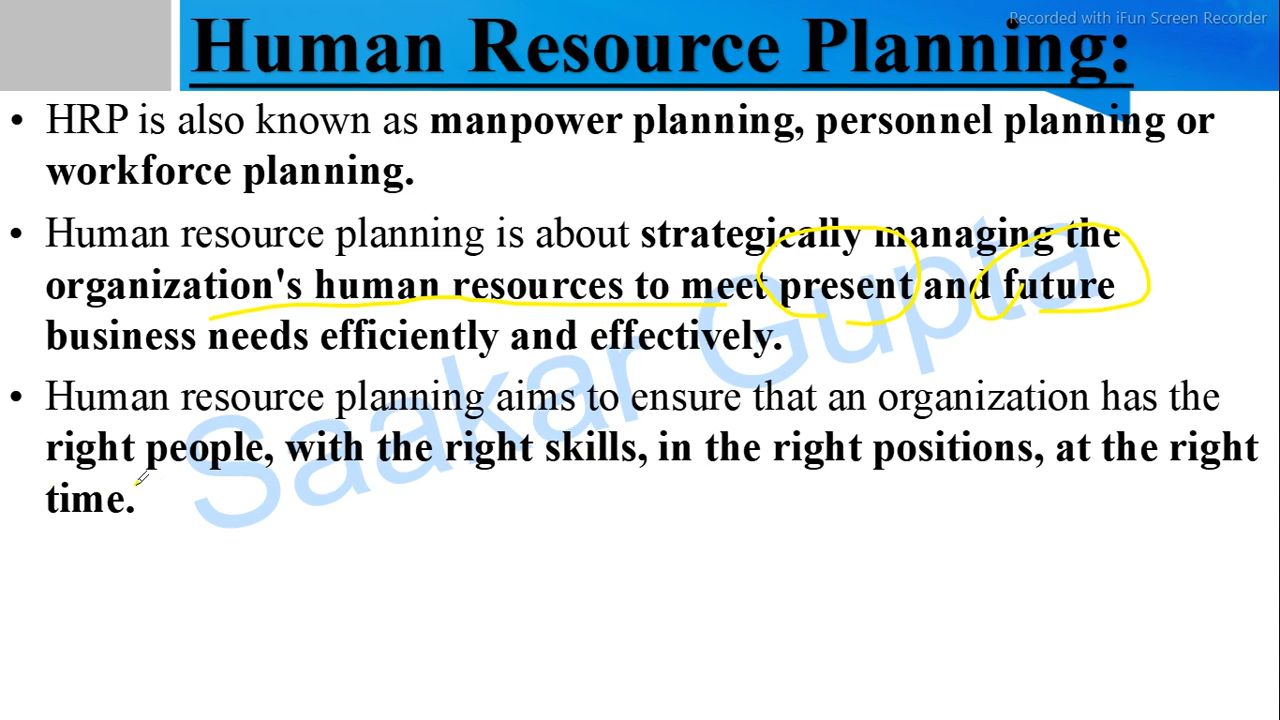 Recorded with iFun Screen Recorder
Human Resource Planning:
• HRP is also known as manpower planning, personnel planning or
workforce planning.
• Human resource planning is about strategically managing the
organization's human resources to meet present and future
business needs efficiently and effectively.
• Human resource planning aims to ensure that an organization has the
right people, with the right skills, in the right positions, at the right
time.
Saakar Gupta